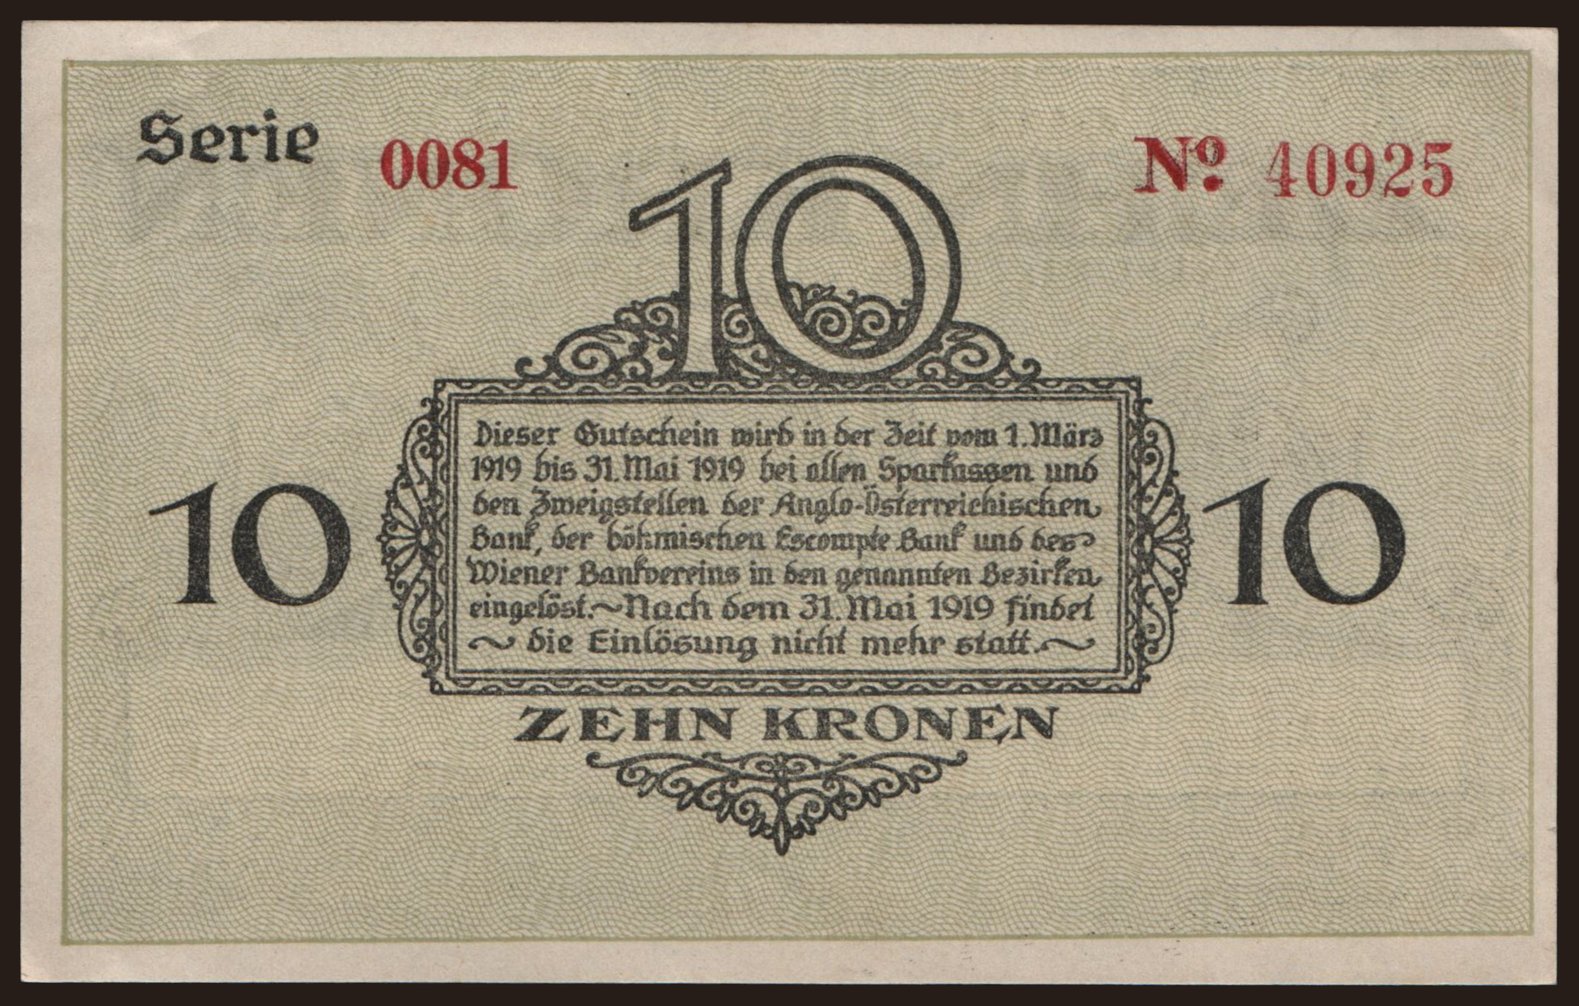 Serie 0081 Nº 40925
10
Dieser Gutschein wird in der Zeit vom 1. März
1919 bis 31. Mai 1919 bei allen Sparkassen und
den Zweigstellen der Anglo-Österreichischen
Bank, der böhmischen Escompte Bank und des
Wiener Bankvereins in den genannten Bezirken
eingelöst. ~ Nach dem 31. Mai 1919 findet
~ die Einlösung nicht mehr statt. ~
10 10
ZEHN KRONEN